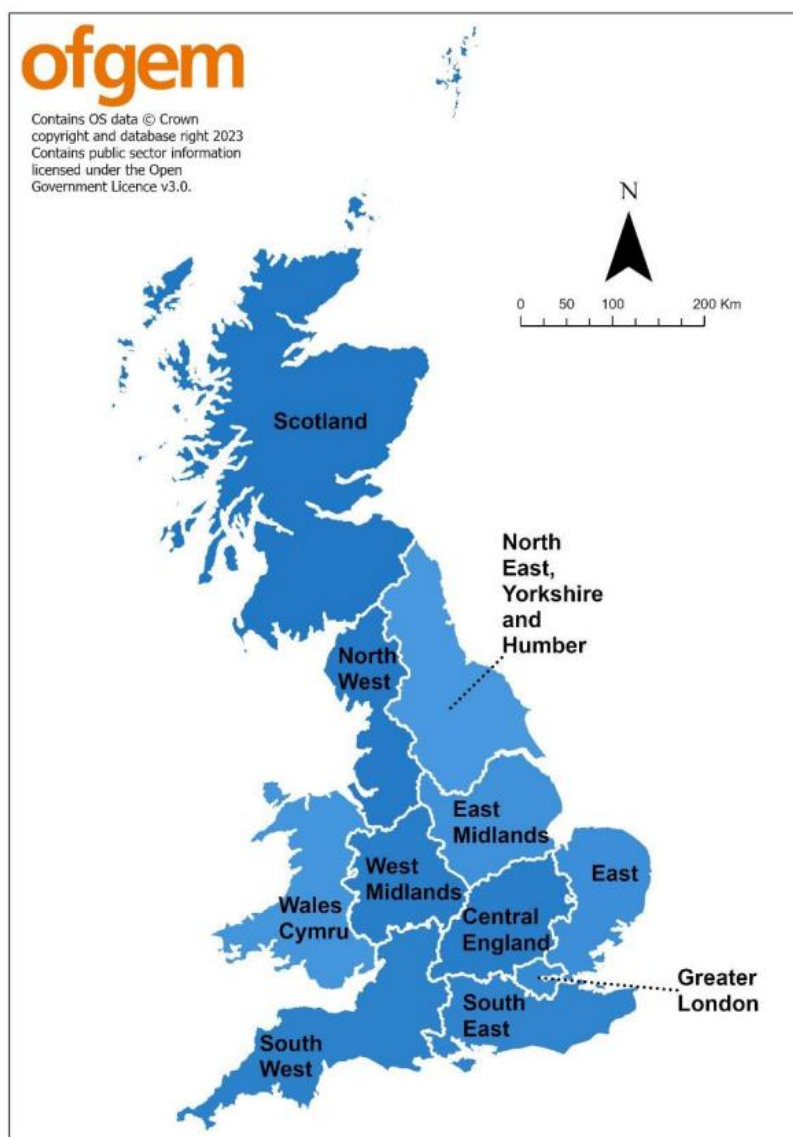 ofgem
Contains OS data © Crown
copyright and database right 2023
Contains public sector information
licensed under the Open
Government Licence v3.0.
N
0 50 100 200 Km
Scotland
North
East,
Yorkshire
and
Humber
North
West
East
Midlands
West
Midlands
East
Wales
Cymru
Central
England
Greater
London
South
East
South
West